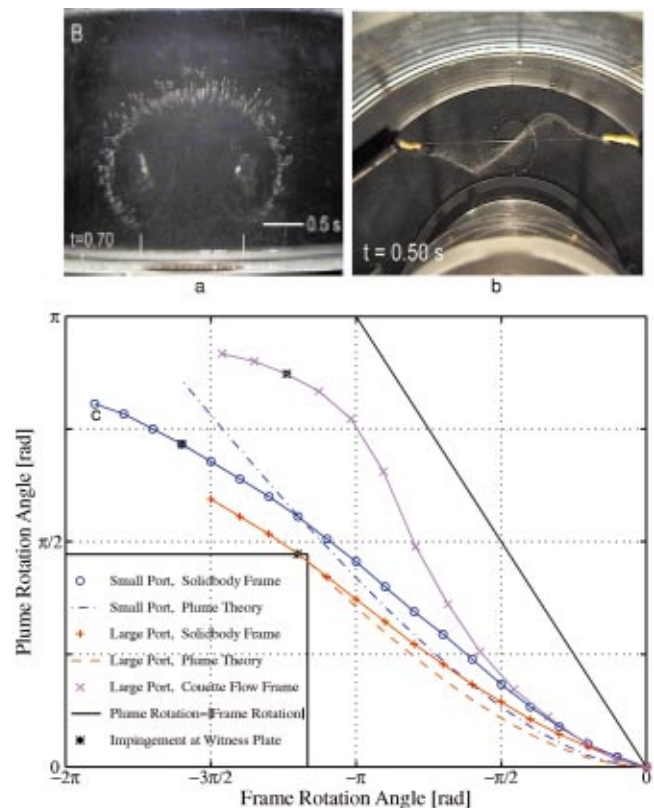 B
0.5 s
t=0.70
t = 0.50 s
a
b
π
Plume Rotation Angle [rad]
c
π/2
Small Port, Solidbody Frame
Small Port, Plume Theory
Large Port, Solidbody Frame
Large Port, Plume Theory
Large Port, Couette Flow Frame
Plume Rotation=|Frame Rotation|
Impingement at Witness Plate
0
−2π
−3π/2
−π
−π/2
0
Frame Rotation Angle [rad]